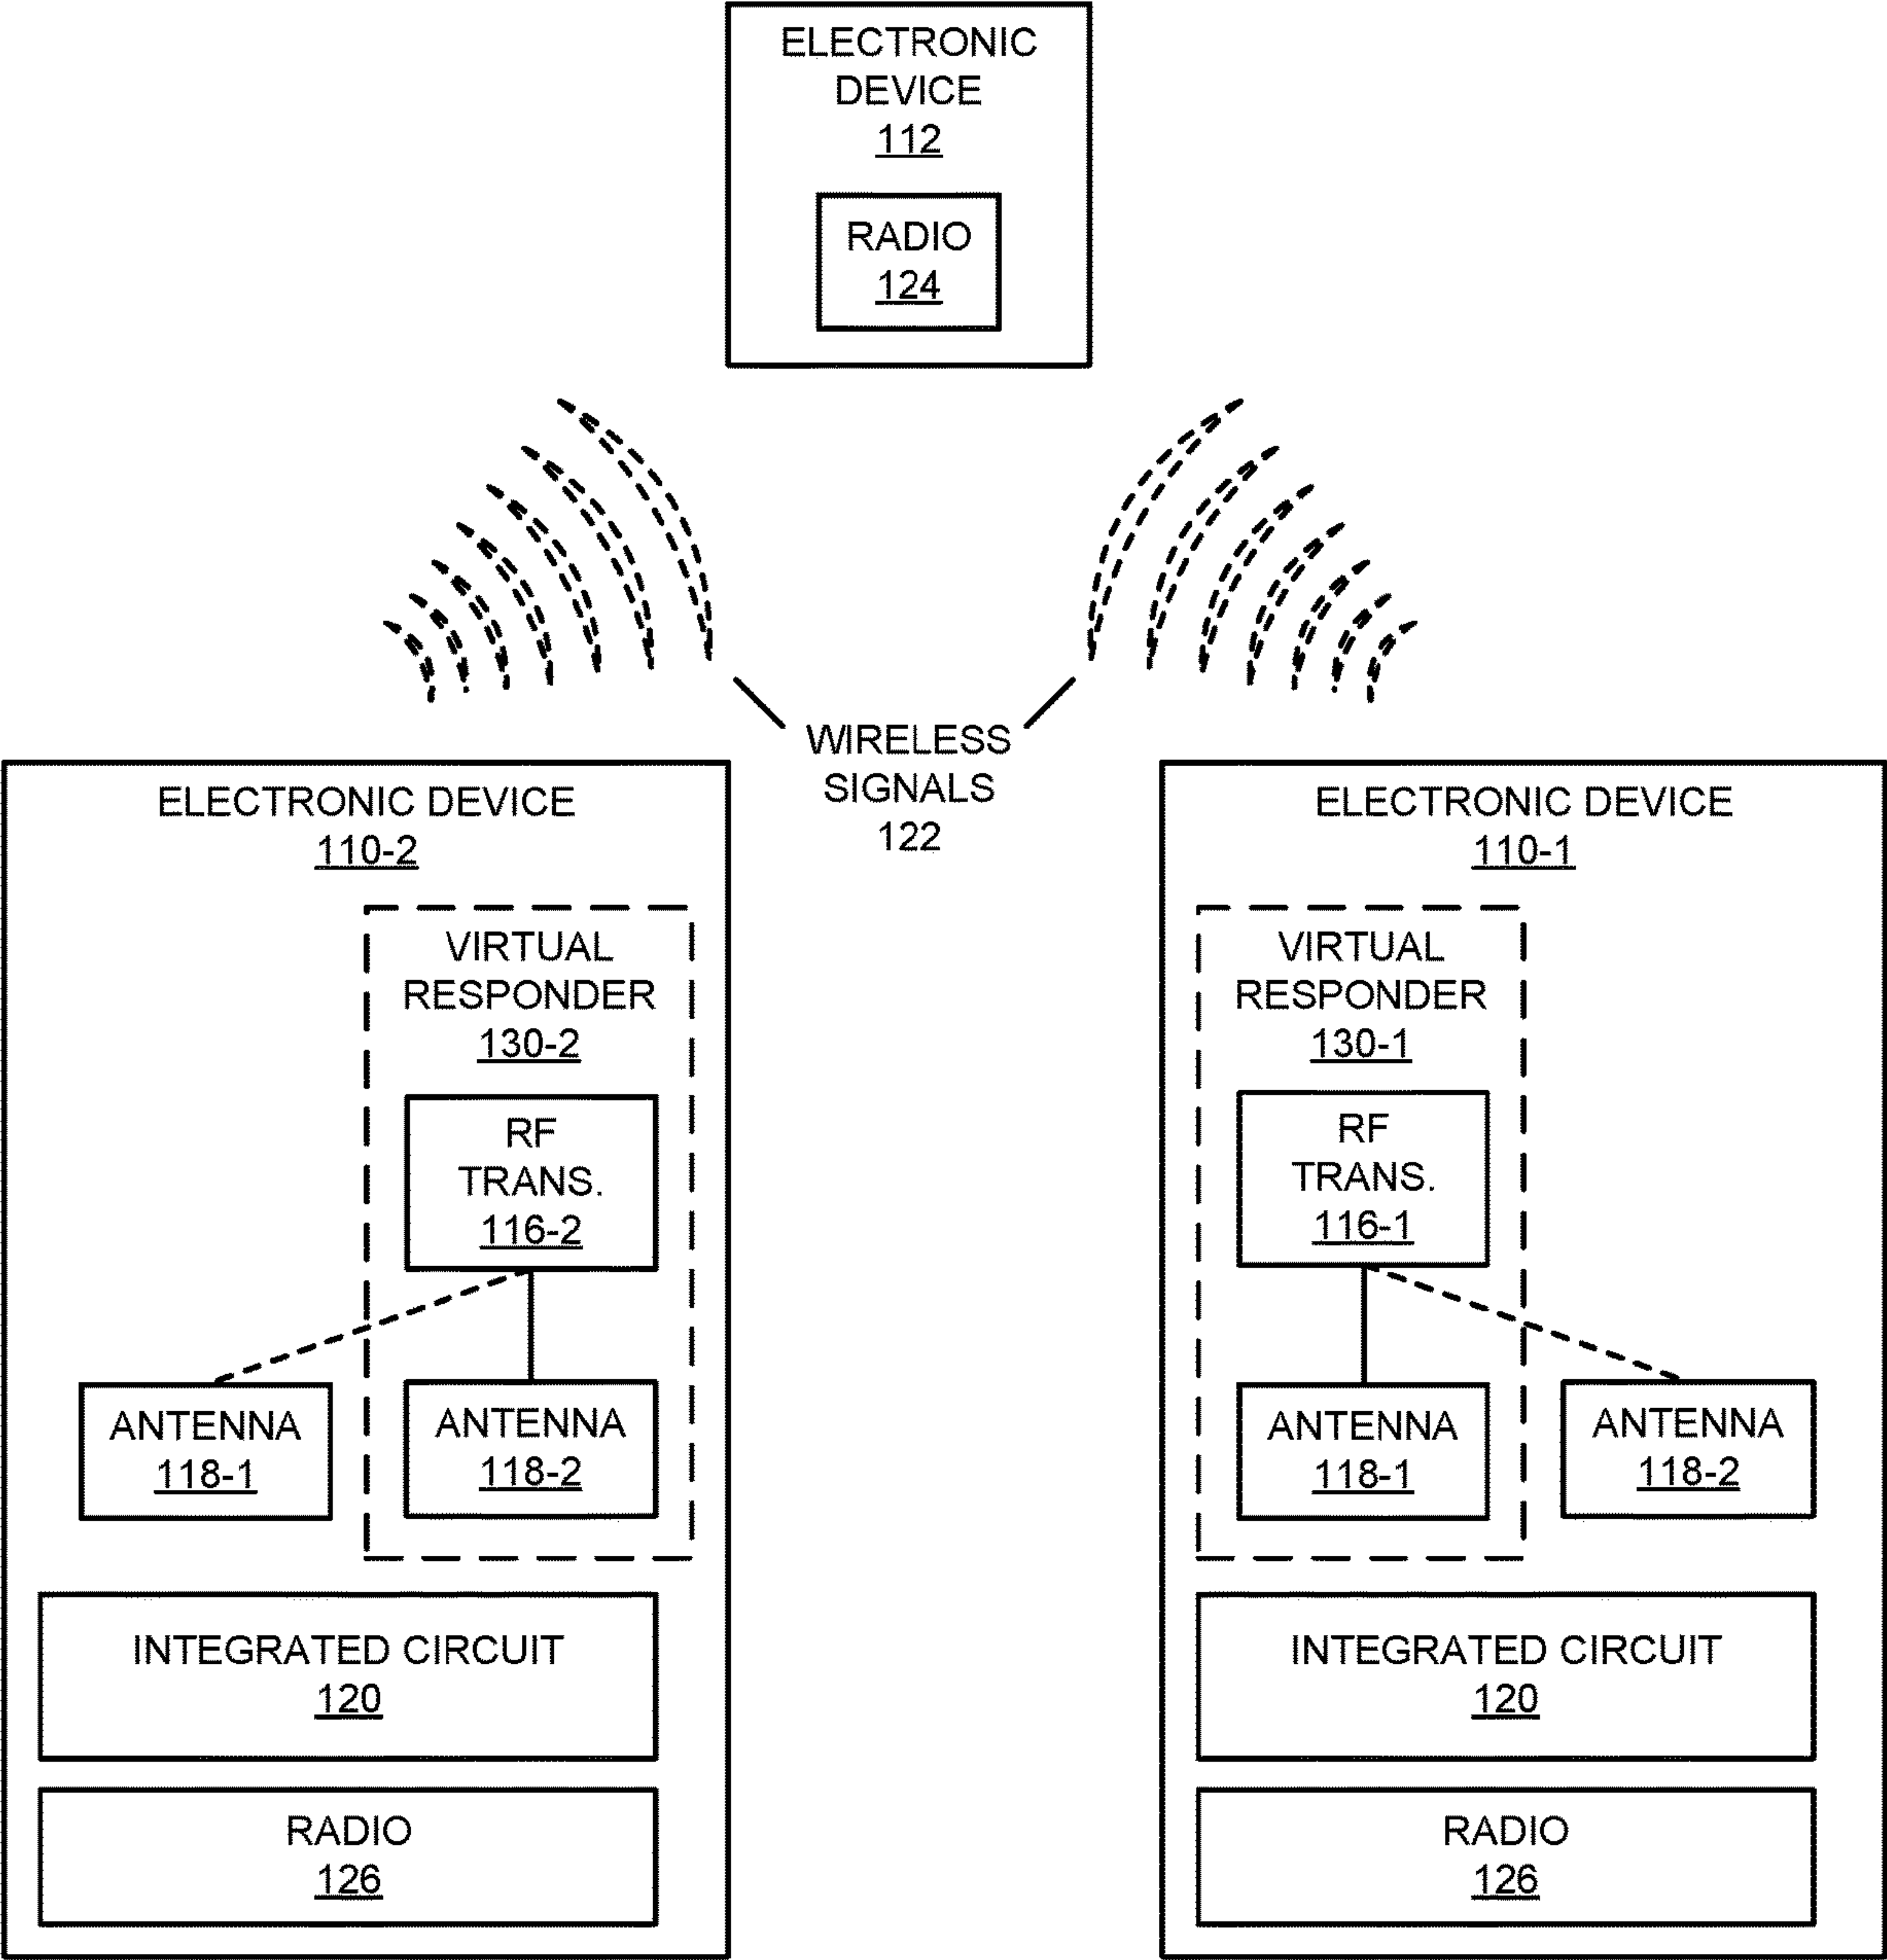 ELECTRONIC
DEVICE
112
RADIO
124
WIRELESS
SIGNALS
122
ELECTRONIC DEVICE
110-2
VIRTUAL
RESPONDER
130-2
RF
TRANS.
116-2
ANTENNA
118-1
ANTENNA
118-2
INTEGRATED CIRCUIT
120
RADIO
126
ELECTRONIC DEVICE
110-1
VIRTUAL
RESPONDER
130-1
RF
TRANS.
116-1
ANTENNA
118-1
ANTENNA
118-2
INTEGRATED CIRCUIT
120
RADIO
126